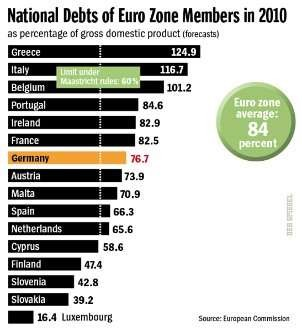 National Debts of Euro Zone Members in 2010
as percentage of gross domestic product (forecasts)
Greece 124.9
Italy 116.7
Limit under
Maastricht rules: 60%
Belgium 101.2
Portugal 84.6
Ireland 82.9
France 82.5
Germany 76.7
Austria 73.9
Malta 70.9
Spain 66.3
Netherlands 65.6
Cyprus 58.6
Finland 47.4
Slovenia 42.8
Slovakia 39.2
16.4 Luxembourg
Euro zone
average:
84
percent
DER SPIEGEL
Source: European Commission